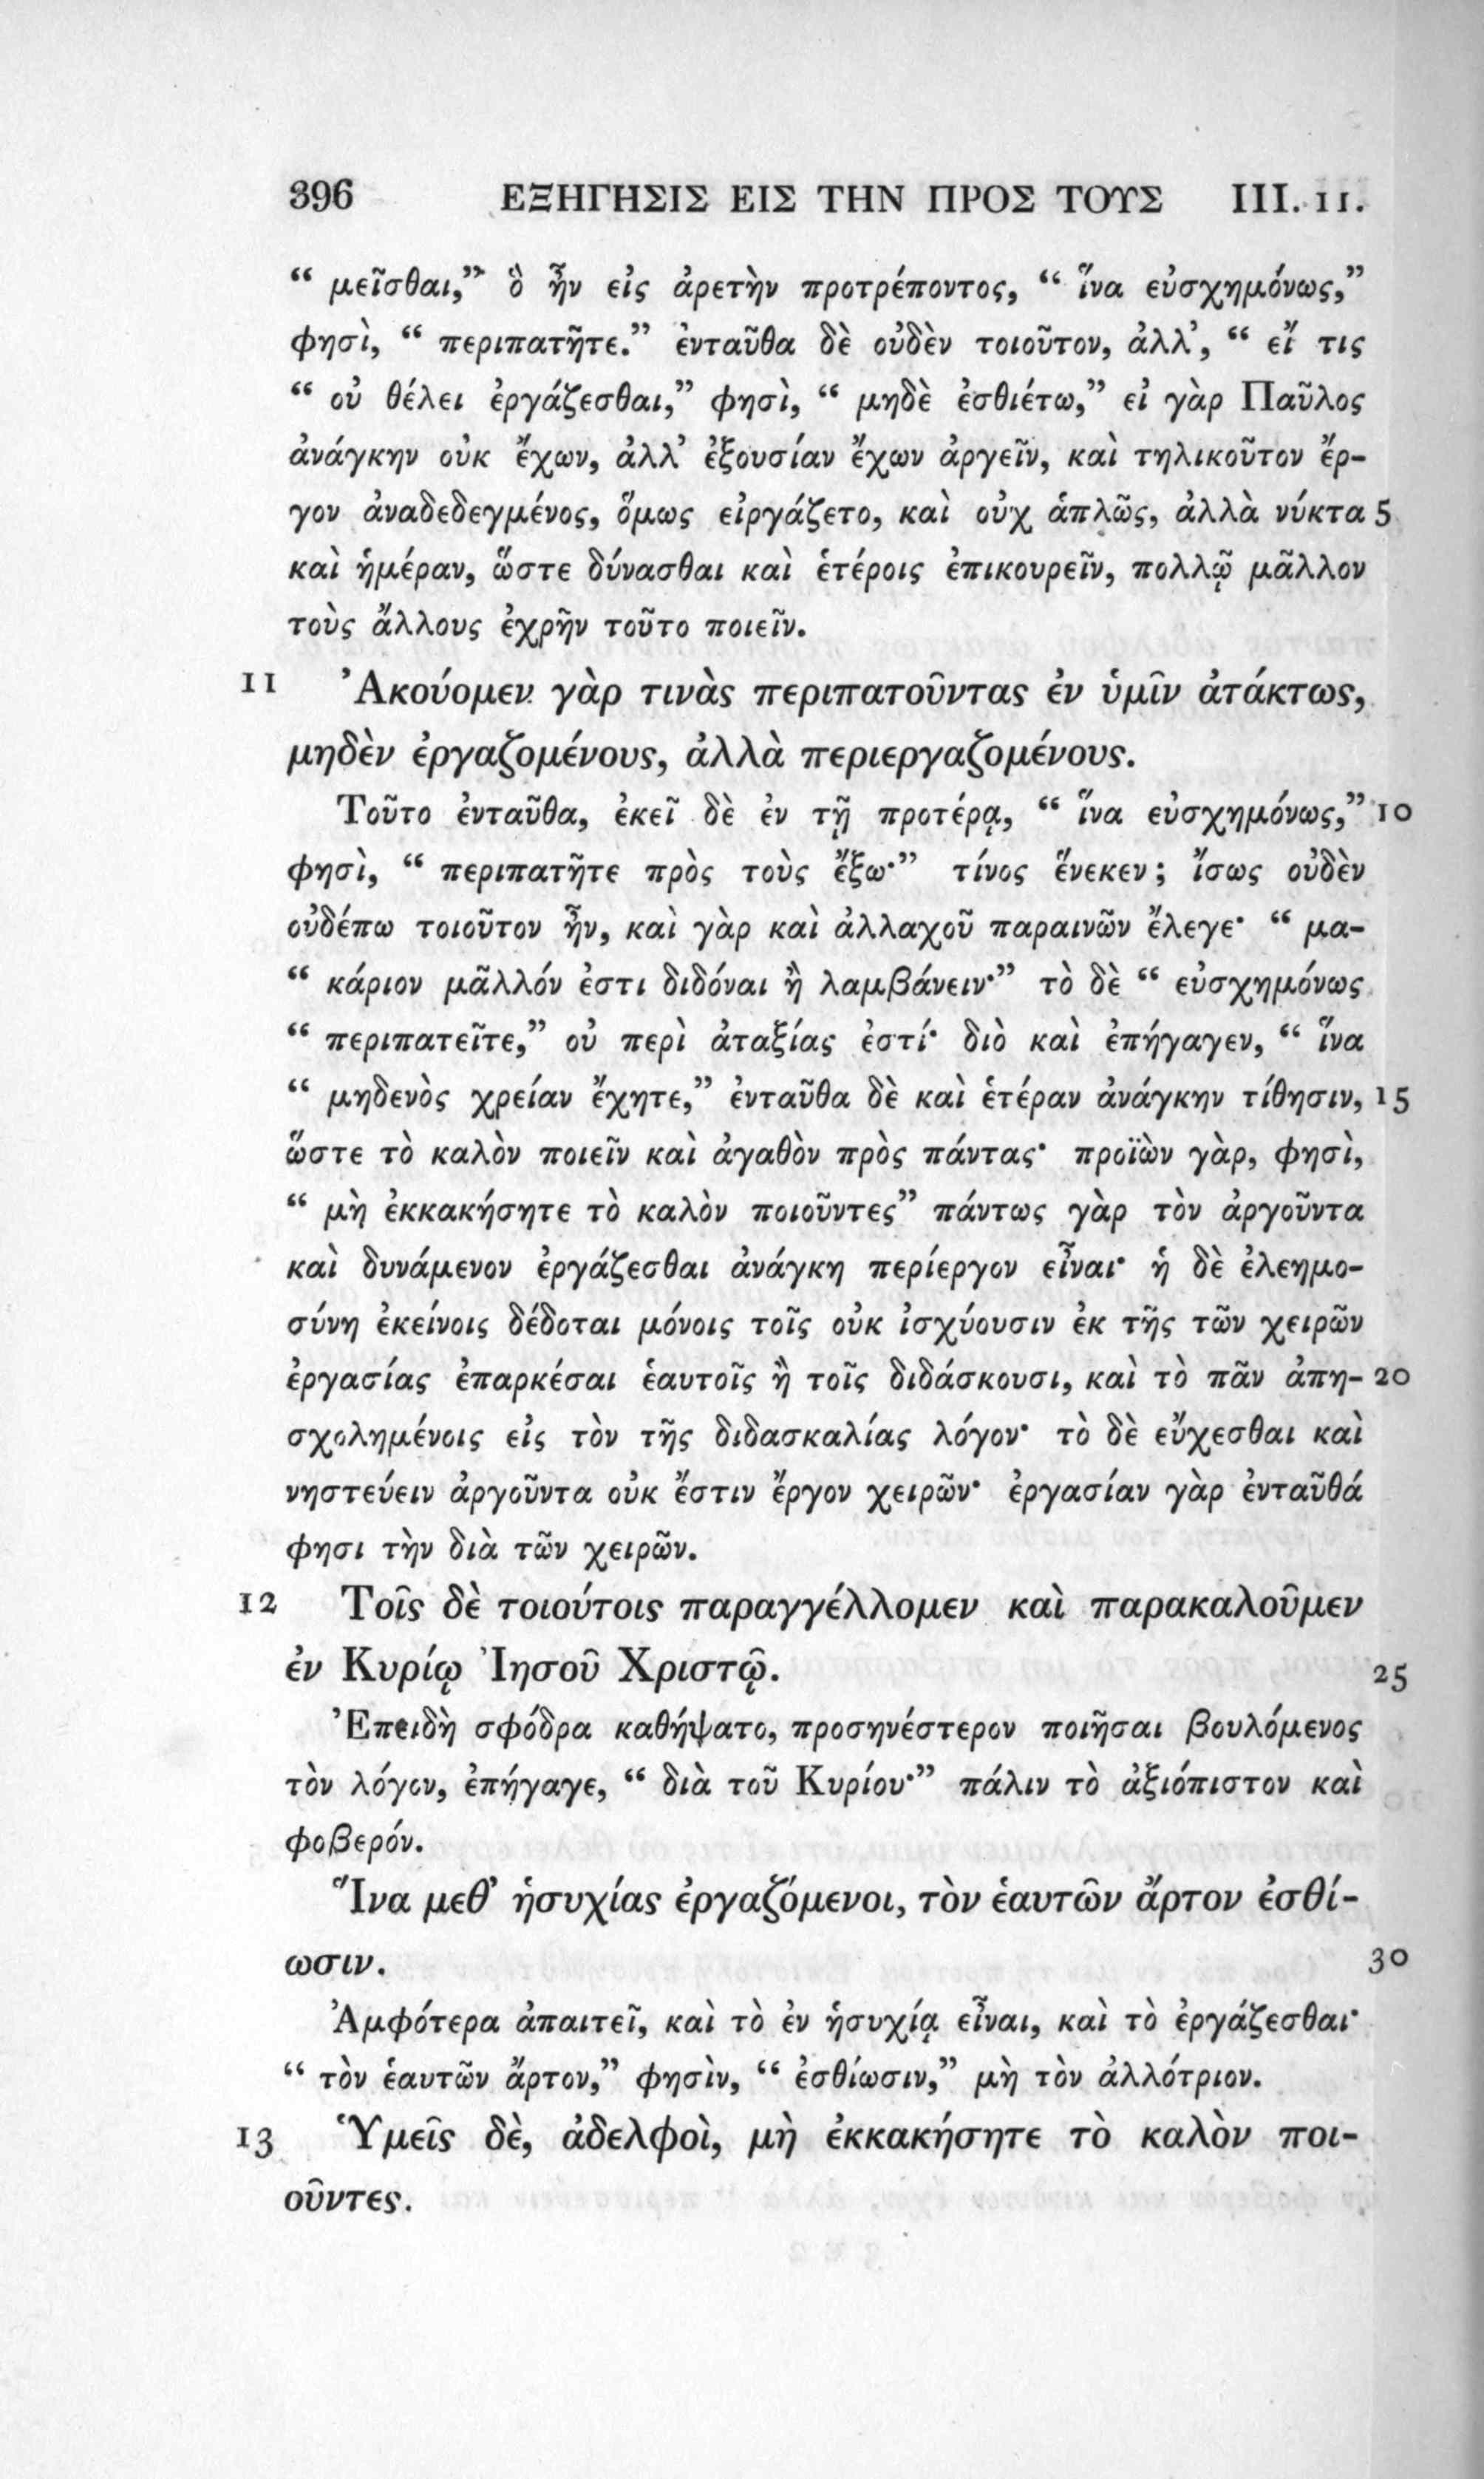 396 ΕΞΗΓΗΣΙΣ ΕΙΣ ΤΗΝ ΠΡΟΣ ΤΟΥΣ III. 11.
“ μεῖσθαι,” ὃ ἦν εἰς ἀρετὴν προτρέποντος, “ ἵνα εὐσχημόνως,”
φησὶ, “ περιπατῆτε.” ἐνταῦθα δὲ οὐδὲν τοιοῦτον, ἀλλ’, “ εἴ τις
“ οὐ θέλει ἐργάζεσθαι,” φησὶ, “ μηδὲ ἐσθιέτω,” εἰ γὰρ Παῦλος
ἀνάγκην οὐκ ἔχων, ἀλλ’ ἐξουσίαν ἔχων ἀργεῖν, καὶ τηλικοῦτον ἔρ-
γον ἀναδεδεγμένος, ὅμως εἰργάζετο, καὶ οὐχ ἁπλῶς, ἀλλὰ νύκτα 5
καὶ ἡμέραν, ὥστε δύνασθαι καὶ ἑτέροις ἐπικουρεῖν, πολλῷ μᾶλλον
τοὺς ἄλλους ἐχρῆν τοῦτο ποιεῖν.
11 Ἀκούομεν γὰρ τινὰς περιπατοῦντας ἐν ὑμῖν ἀτάκτως,
μηδὲν ἐργαζομένους, ἀλλὰ περιεργαζομένους.
Τοῦτο ἐνταῦθα, ἐκεῖ δὲ ἐν τῇ προτέρᾳ, “ ἵνα εὐσχημόνως,” 10
φησὶ, “ περιπατῆτε πρὸς τοὺς ἔξω·” τίνος ἕνεκεν ; ἴσως οὐδὲν
οὐδέπω τοιοῦτον ἦν, καὶ γὰρ καὶ ἀλλαχοῦ παραινῶν ἔλεγε· “ μα-
“ κάριον μᾶλλόν ἐστι διδόναι ἢ λαμβάνειν·” τὸ δὲ “ εὐσχημόνως
“ περιπατεῖτε,” οὐ περὶ ἀταξίας ἐστί· διὸ καὶ ἐπήγαγεν, “ ἵνα
“ μηδενὸς χρείαν ἔχητε,” ἐνταῦθα δὲ καὶ ἑτέραν ἀνάγκην τίθησιν, 15
ὥστε τὸ καλὸν ποιεῖν καὶ ἀγαθὸν πρὸς πάντας· προϊὼν γὰρ, φησὶ,
“ μὴ ἐκκακήσητε τὸ καλὸν ποιοῦντες” πάντως γὰρ τὸν ἀργοῦντα
καὶ δυνάμενον ἐργάζεσθαι ἀνάγκη περίεργον εἶναι· ἡ δὲ ἐλεημο-
σύνη ἐκείνοις δέδοται μόνοις τοῖς οὐκ ἰσχύουσιν ἐκ τῆς τῶν χειρῶν
ἐργασίας ἐπαρκέσαι ἑαυτοῖς ἢ τοῖς διδάσκουσι, καὶ τὸ πᾶν ἀπη- 20
σχολημένοις εἰς τὸν τῆς διδασκαλίας λόγον· τὸ δὲ εὔχεσθαι καὶ
νηστεύειν ἀργοῦντα οὐκ ἔστιν ἔργον χειρῶν· ἐργασίαν γὰρ ἐνταῦθά
φησι τὴν διὰ τῶν χειρῶν.
12 Τοῖς δὲ τοιούτοις παραγγέλλομεν καὶ παρακαλοῦμεν
ἐν Κυρίῳ Ἰησοῦ Χριστῷ. 25
Ἐπειδὴ σφόδρα καθήψατο, προσηνέστερον ποιῆσαι βουλόμενος
τὸν λόγον, ἐπήγαγε, “ διὰ τοῦ Κυρίου·” πάλιν τὸ ἀξιόπιστον καὶ
φοβερόν.
Ἵνα μεθ’ ἡσυχίας ἐργαζόμενοι, τὸν ἑαυτῶν ἄρτον ἐσθί-
ωσιν. 30
Ἀμφότερα ἀπαιτεῖ, καὶ τὸ ἐν ἡσυχίᾳ εἶναι, καὶ τὸ ἐργάζεσθαι·
“ τὸν ἑαυτῶν ἄρτον,” φησὶν, “ ἐσθίωσιν,” μὴ τὸν ἀλλότριον.
13 Ὑμεῖς δὲ, ἀδελφοὶ, μὴ ἐκκακήσητε τὸ καλὸν ποι-
οῦντες.